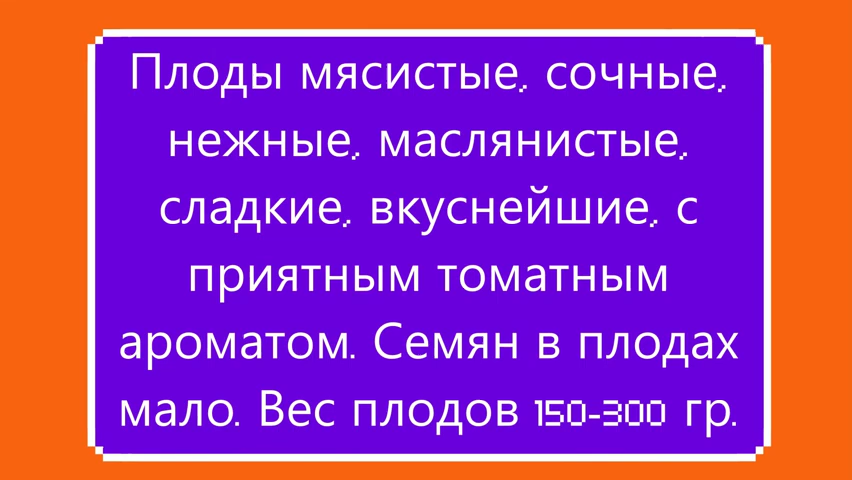 Плоды мясистые, сочные,
нежные, маслянистые,
сладкие, вкуснейшие, с
приятным томатным
ароматом. Семян в плодах
мало. Вес плодов 150-300 гр.